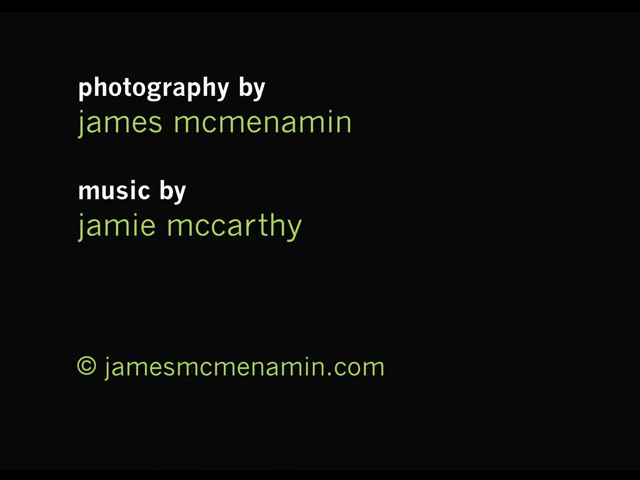 photography by
james mcmenamin
music by
jamie mccarthy
© jamesmcmenamin.com